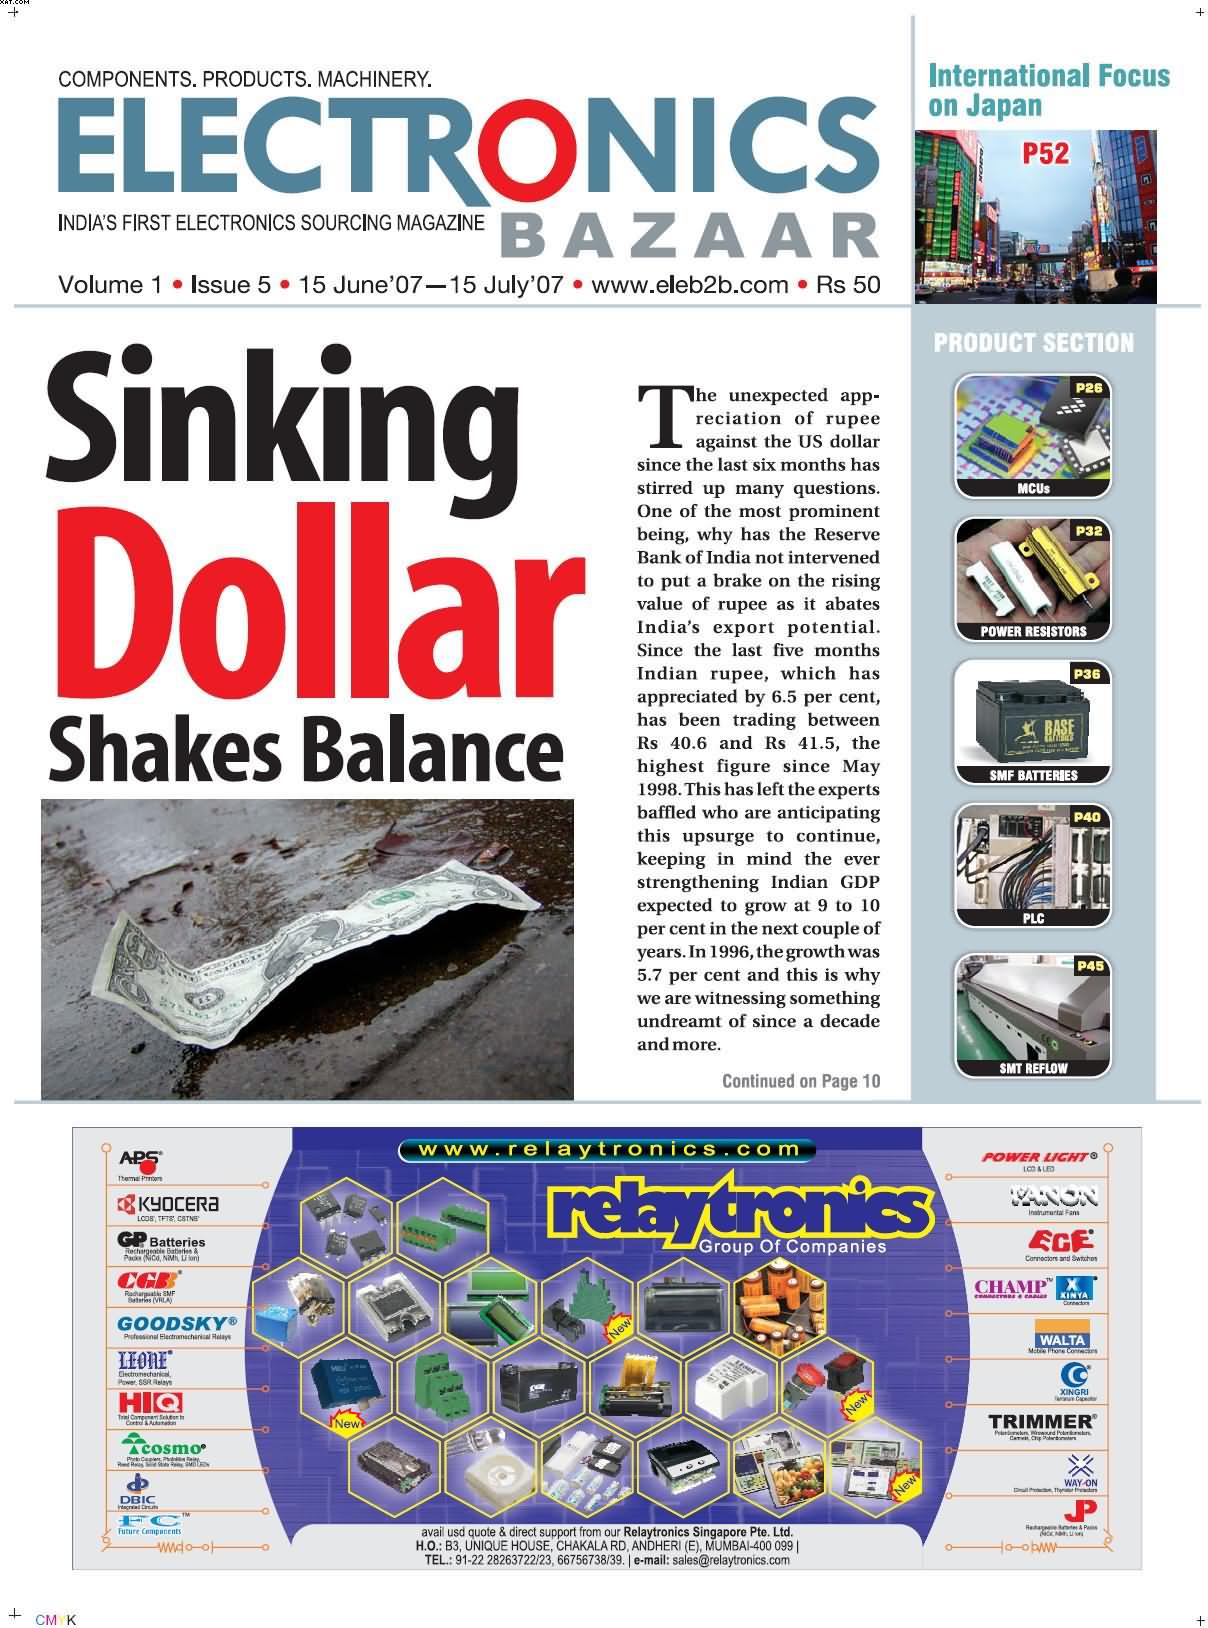 XAT.COM
COMPONENTS. PRODUCTS. MACHINERY.
ELECTRONICS
BAZAAR
INDIA'S FIRST ELECTRONICS SOURCING MAGAZINE
Volume 1 • Issue 5 • 15 June'07—15 July'07 • www.eleb2b.com • Rs 50
International Focus
on Japan
P52
Sinking
Dollar
Shakes Balance
The unexpected app-
reciation of rupee
against the US dollar
since the last six months has
stirred up many questions.
One of the most prominent
being, why has the Reserve
Bank of India not intervened
to put a brake on the rising
value of rupee as it abates
India's export potential.
Since the last five months
Indian rupee, which has
appreciated by 6.5 per cent,
has been trading between
Rs 40.6 and Rs 41.5, the
highest figure since May
1998. This has left the experts
baffled who are anticipating
this upsurge to continue,
keeping in mind the ever
strengthening Indian GDP
expected to grow at 9 to 10
per cent in the next couple of
years. In 1996, the growth was
5.7 per cent and this is why
we are witnessing something
undreamt of since a decade
and more.
Continued on Page 10
PRODUCT SECTION
P26
MCUs
P32
POWER RESISTORS
P36
BASE
BATTERIES
SMF BATTERIES
P40
PLC
P45
SMT REFLOW
www.relaytronics.com
relaytronics
Group Of Companies
APS
Thermal Printers
KYOCERA
LCDS', TFTS', CSTNS'
GP Batteries
Rechargeable Batteries &
Packs (NiCd, NiMh, Li Ion)
CGB
Rechargeable SMF
Batteries (VRLA)
GOODSKY®
Professional Electromechanical Relays
LEONE
Electromechanical,
Power, SSR Relays
HIQ
Total Component Solution to
Control & Automation
cosmo
Photo Couplers, PhotoMos Relay,
Reed Relay, Solid State Relay, SMD LEDs
DBIC
Integrated Circuits
FC™
Future Components
POWER LIGHT®
LCD & LED
YANON
Instrumental Fans
ECE
Connectors and Switches
CHAMP™
CONNECTORS & CABLES
X
XINYA
Connectors
WALTA
Mobile Phone Connectors
XINGRI
Tantalum Capacitor
TRIMMER
Potentiometers, Wirewound Potentiometers,
Cermets, Chip Potentiometers
WAY-ON
Circuit Protection, Thyristor Protectors
JP
Rechargeable Batteries & Packs
(NiCd, NiMh, Li Ion)
New
New
New
New
avail usd quote & direct support from our Relaytronics Singapore Pte. Ltd.
H.O.: B3, UNIQUE HOUSE, CHAKALA RD, ANDHERI (E), MUMBAI-400 099 |
TEL.: 91-22 28263722/23, 66756738/39. | e-mail: sales@relaytronics.com
CMYK